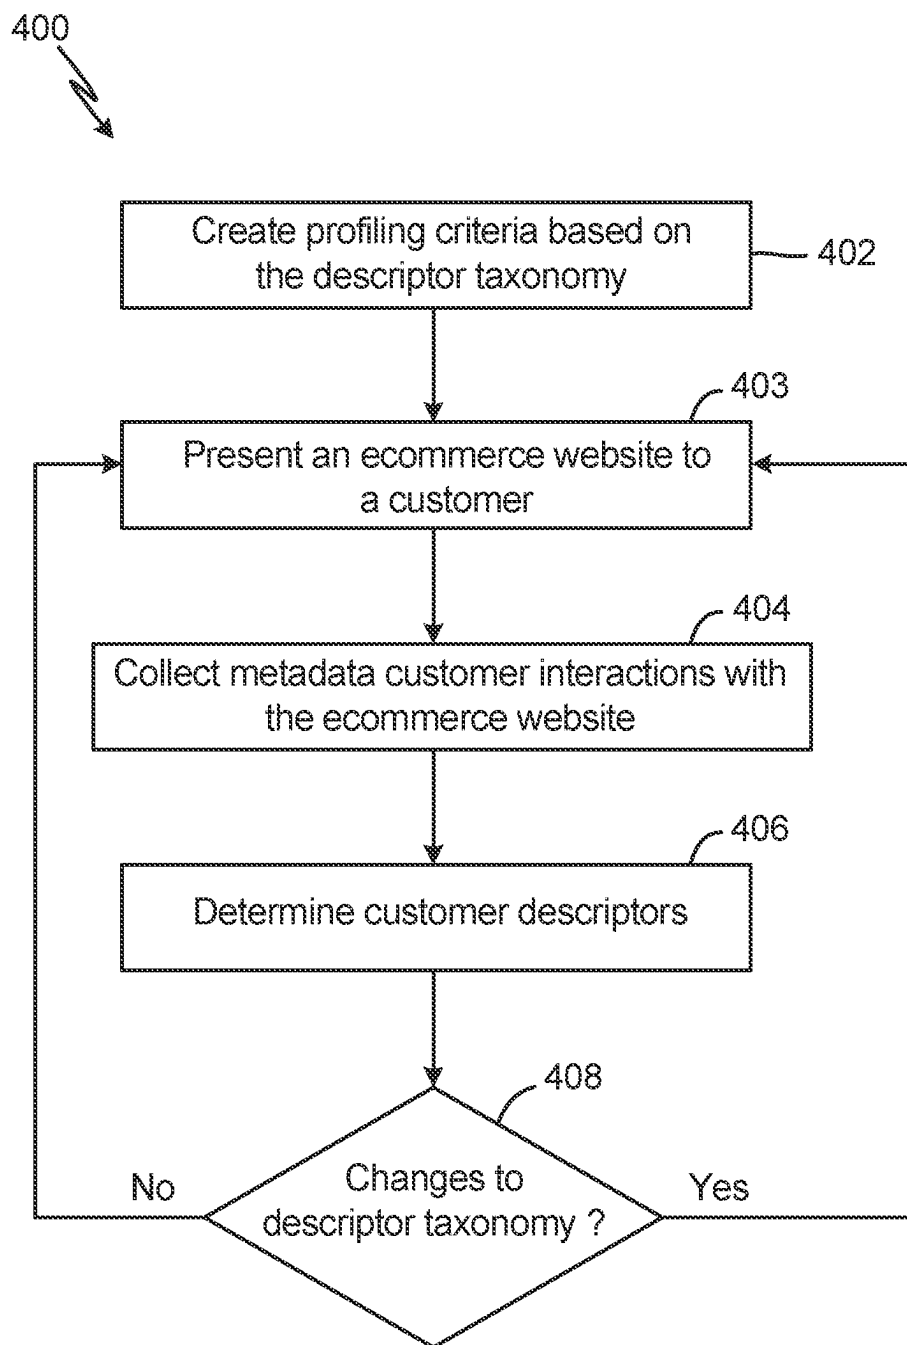 400
Create profiling criteria based on
the descriptor taxonomy
402
403
Present an ecommerce website to
a customer
404
Collect metadata customer interactions with
the ecommerce website
406
Determine customer descriptors
408
No
Changes to
descriptor taxonomy ?
Yes